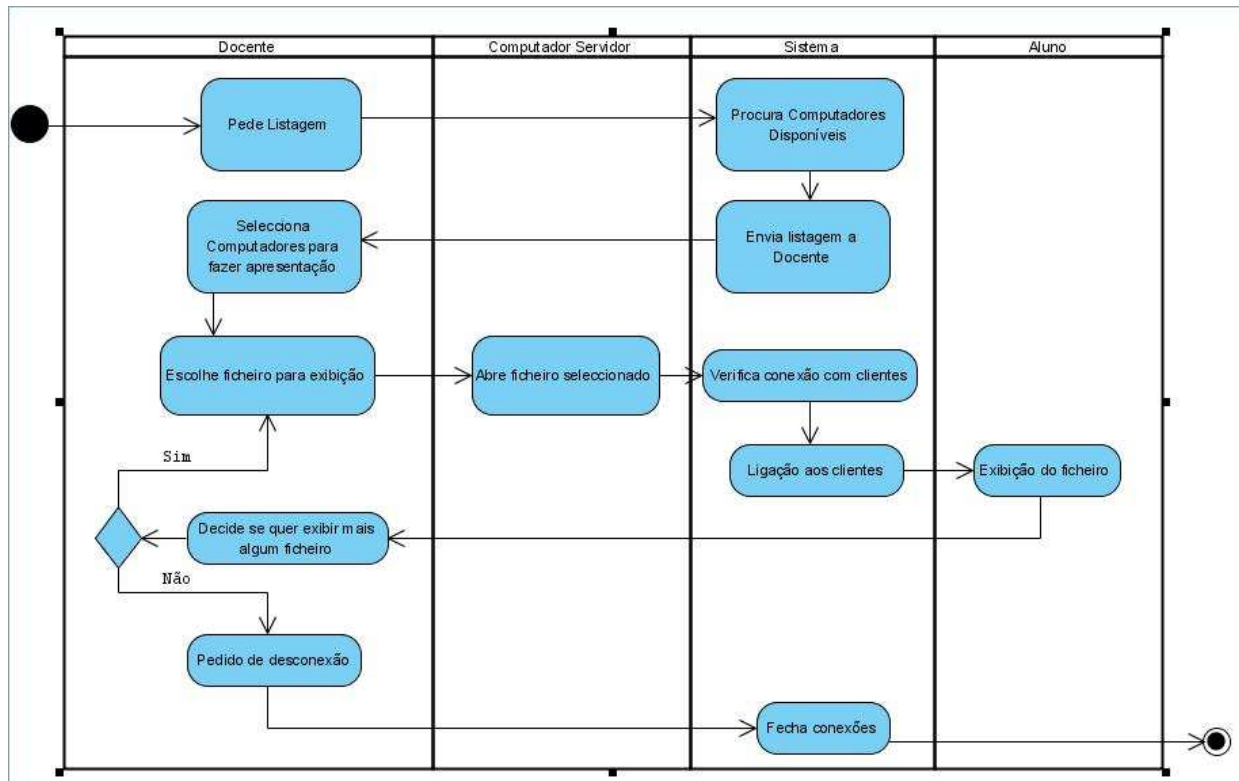 Docente
Computador Servidor
Sistema
Aluno
Pede Listagem
Procura Computadores
Disponíveis
Selecciona
Computadores para
fazer apresentação
Envia listagem a
Docente
Escolhe ficheiro para exibição
Abre ficheiro seleccionado
Verifica conexão com clientes
Sim
Ligação aos clientes
Exibição do ficheiro
Decide se quer exibir mais
algum ficheiro
Não
Pedido de desconexão
Fecha conexões